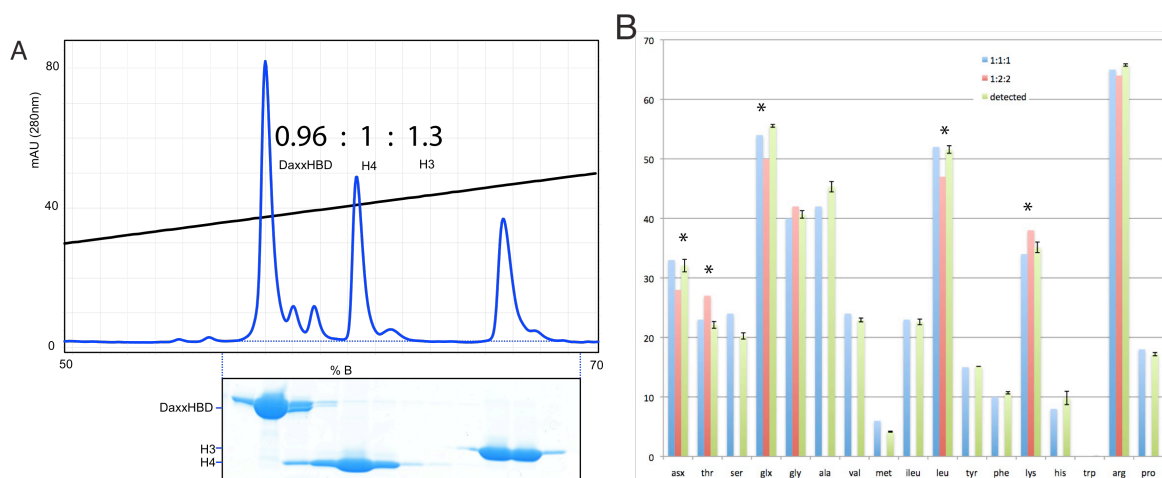 A
mAU (280nm)
80
40
0
0.96 : 1 : 1.3
DaxxHBD H4 H3
50 % B 70
DaxxHBD
H3
H4
B
70
60
50
40
30
20
10
0
1:1:1
1:2:2
detected
* * * * *
asx thr ser glx gly ala val met ileu leu tyr phe lys his trp arg pro